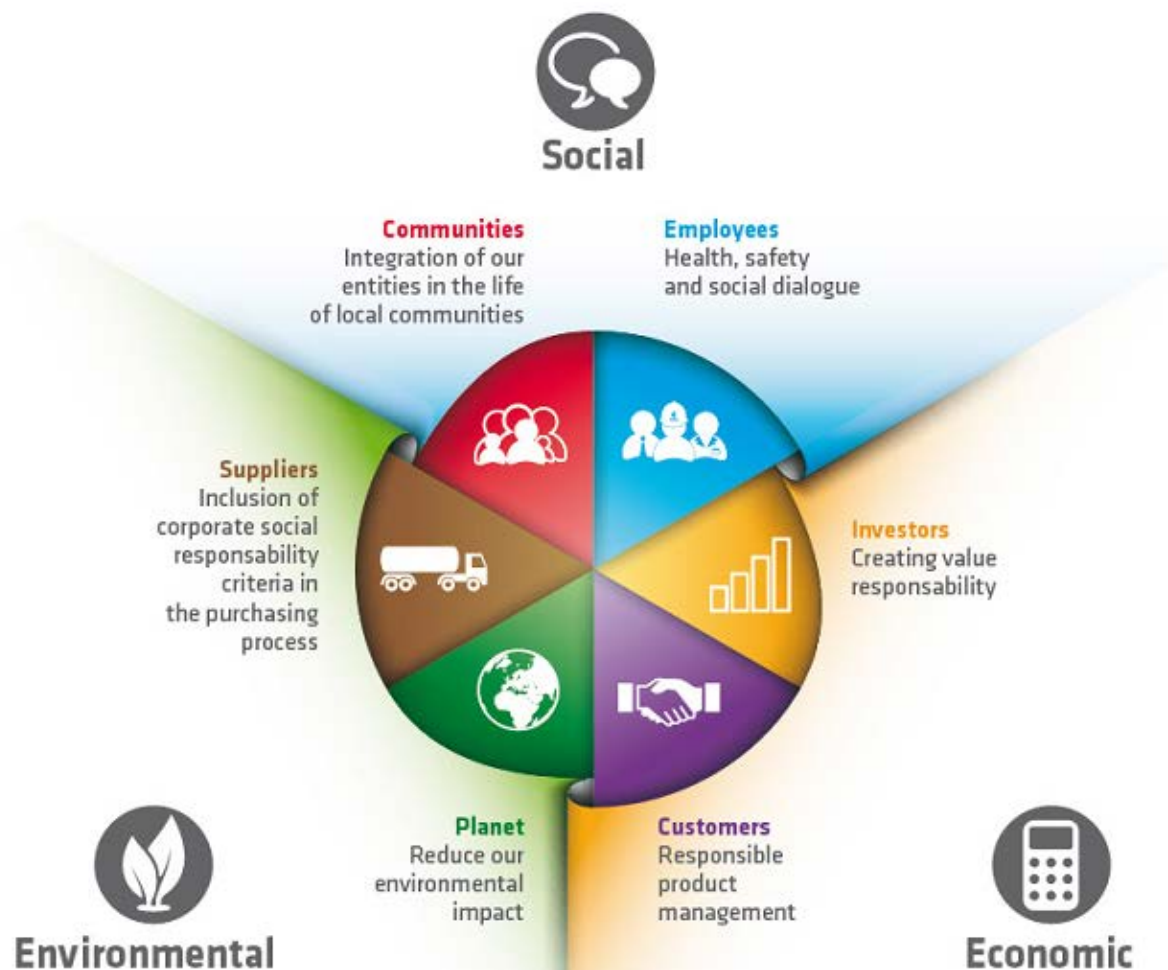 Social
Communities
Integration of our
entities in the life
of local communities
Employees
Health, safety
and social dialogue
Suppliers
Inclusion of
corporate social
responsability
criteria in
the purchasing
process
Investors
Creating value
responsability
Planet
Reduce our
environmental
impact
Customers
Responsible
product
management
Environmental
Economic